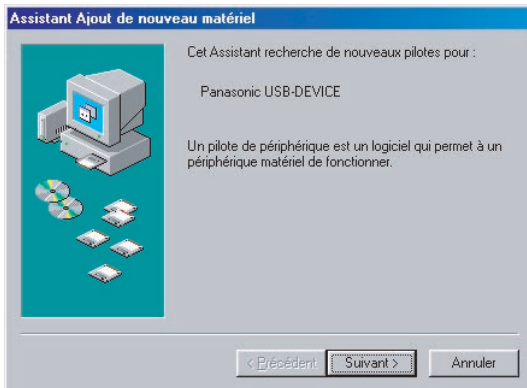 Assistant Ajout de nouveau matériel
Cet Assistant recherche de nouveaux pilotes pour :
Panasonic USB-DEVICE
Un pilote de périphérique est un logiciel qui permet à un
périphérique matériel de fonctionner.
< Précédent
Suivant >
Annuler